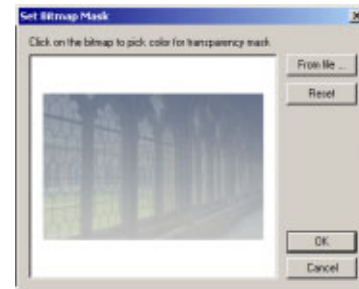 Set Bitmap Mask
Click on the bitmap to pick color for transparency mask.
From file ...
Reset
OK
Cancel